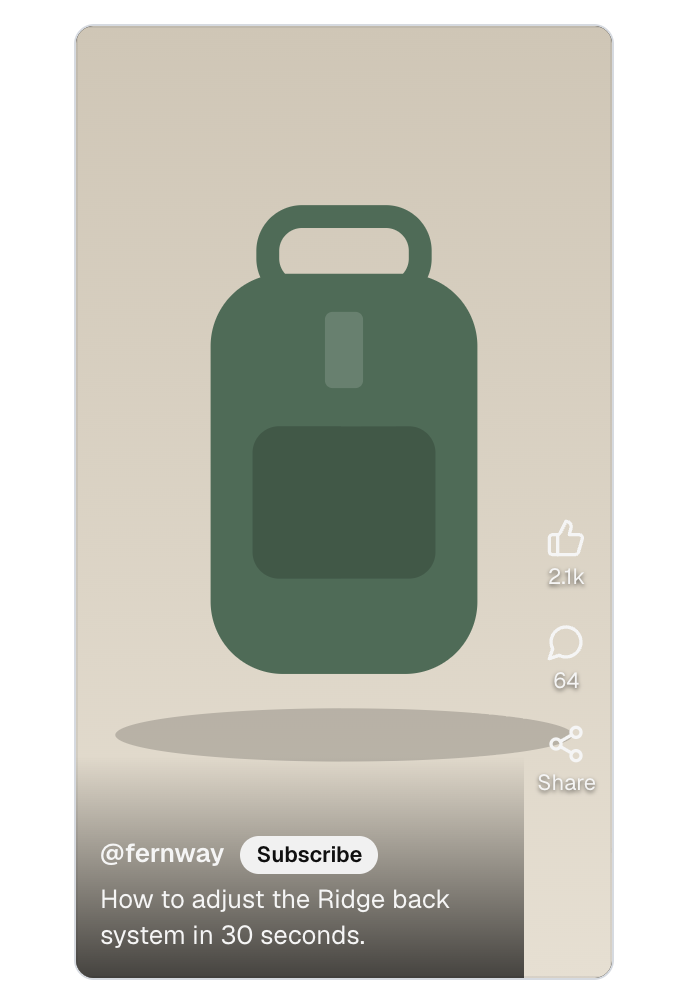 2.1k
64
Share
@fernway Subscribe
How to adjust the Ridge back
system in 30 seconds.